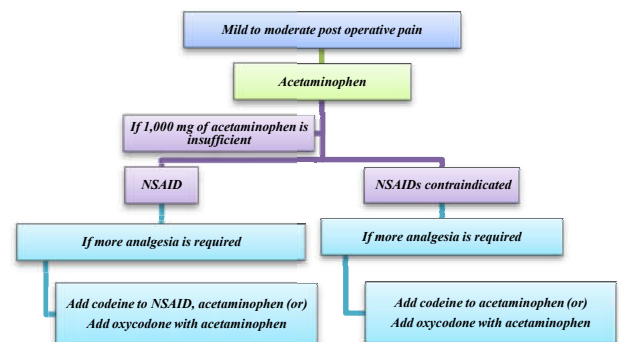 Mild to moderate post operative pain
Acetaminophen
If 1,000 mg of acetaminophen is
insufficient
NSAID
NSAIDs contraindicated
If more analgesia is required
If more analgesia is required
Add codeine to NSAID, acetaminophen (or)
Add oxycodone with acetaminophen
Add codeine to acetaminophen (or)
Add oxycodone with acetaminophen